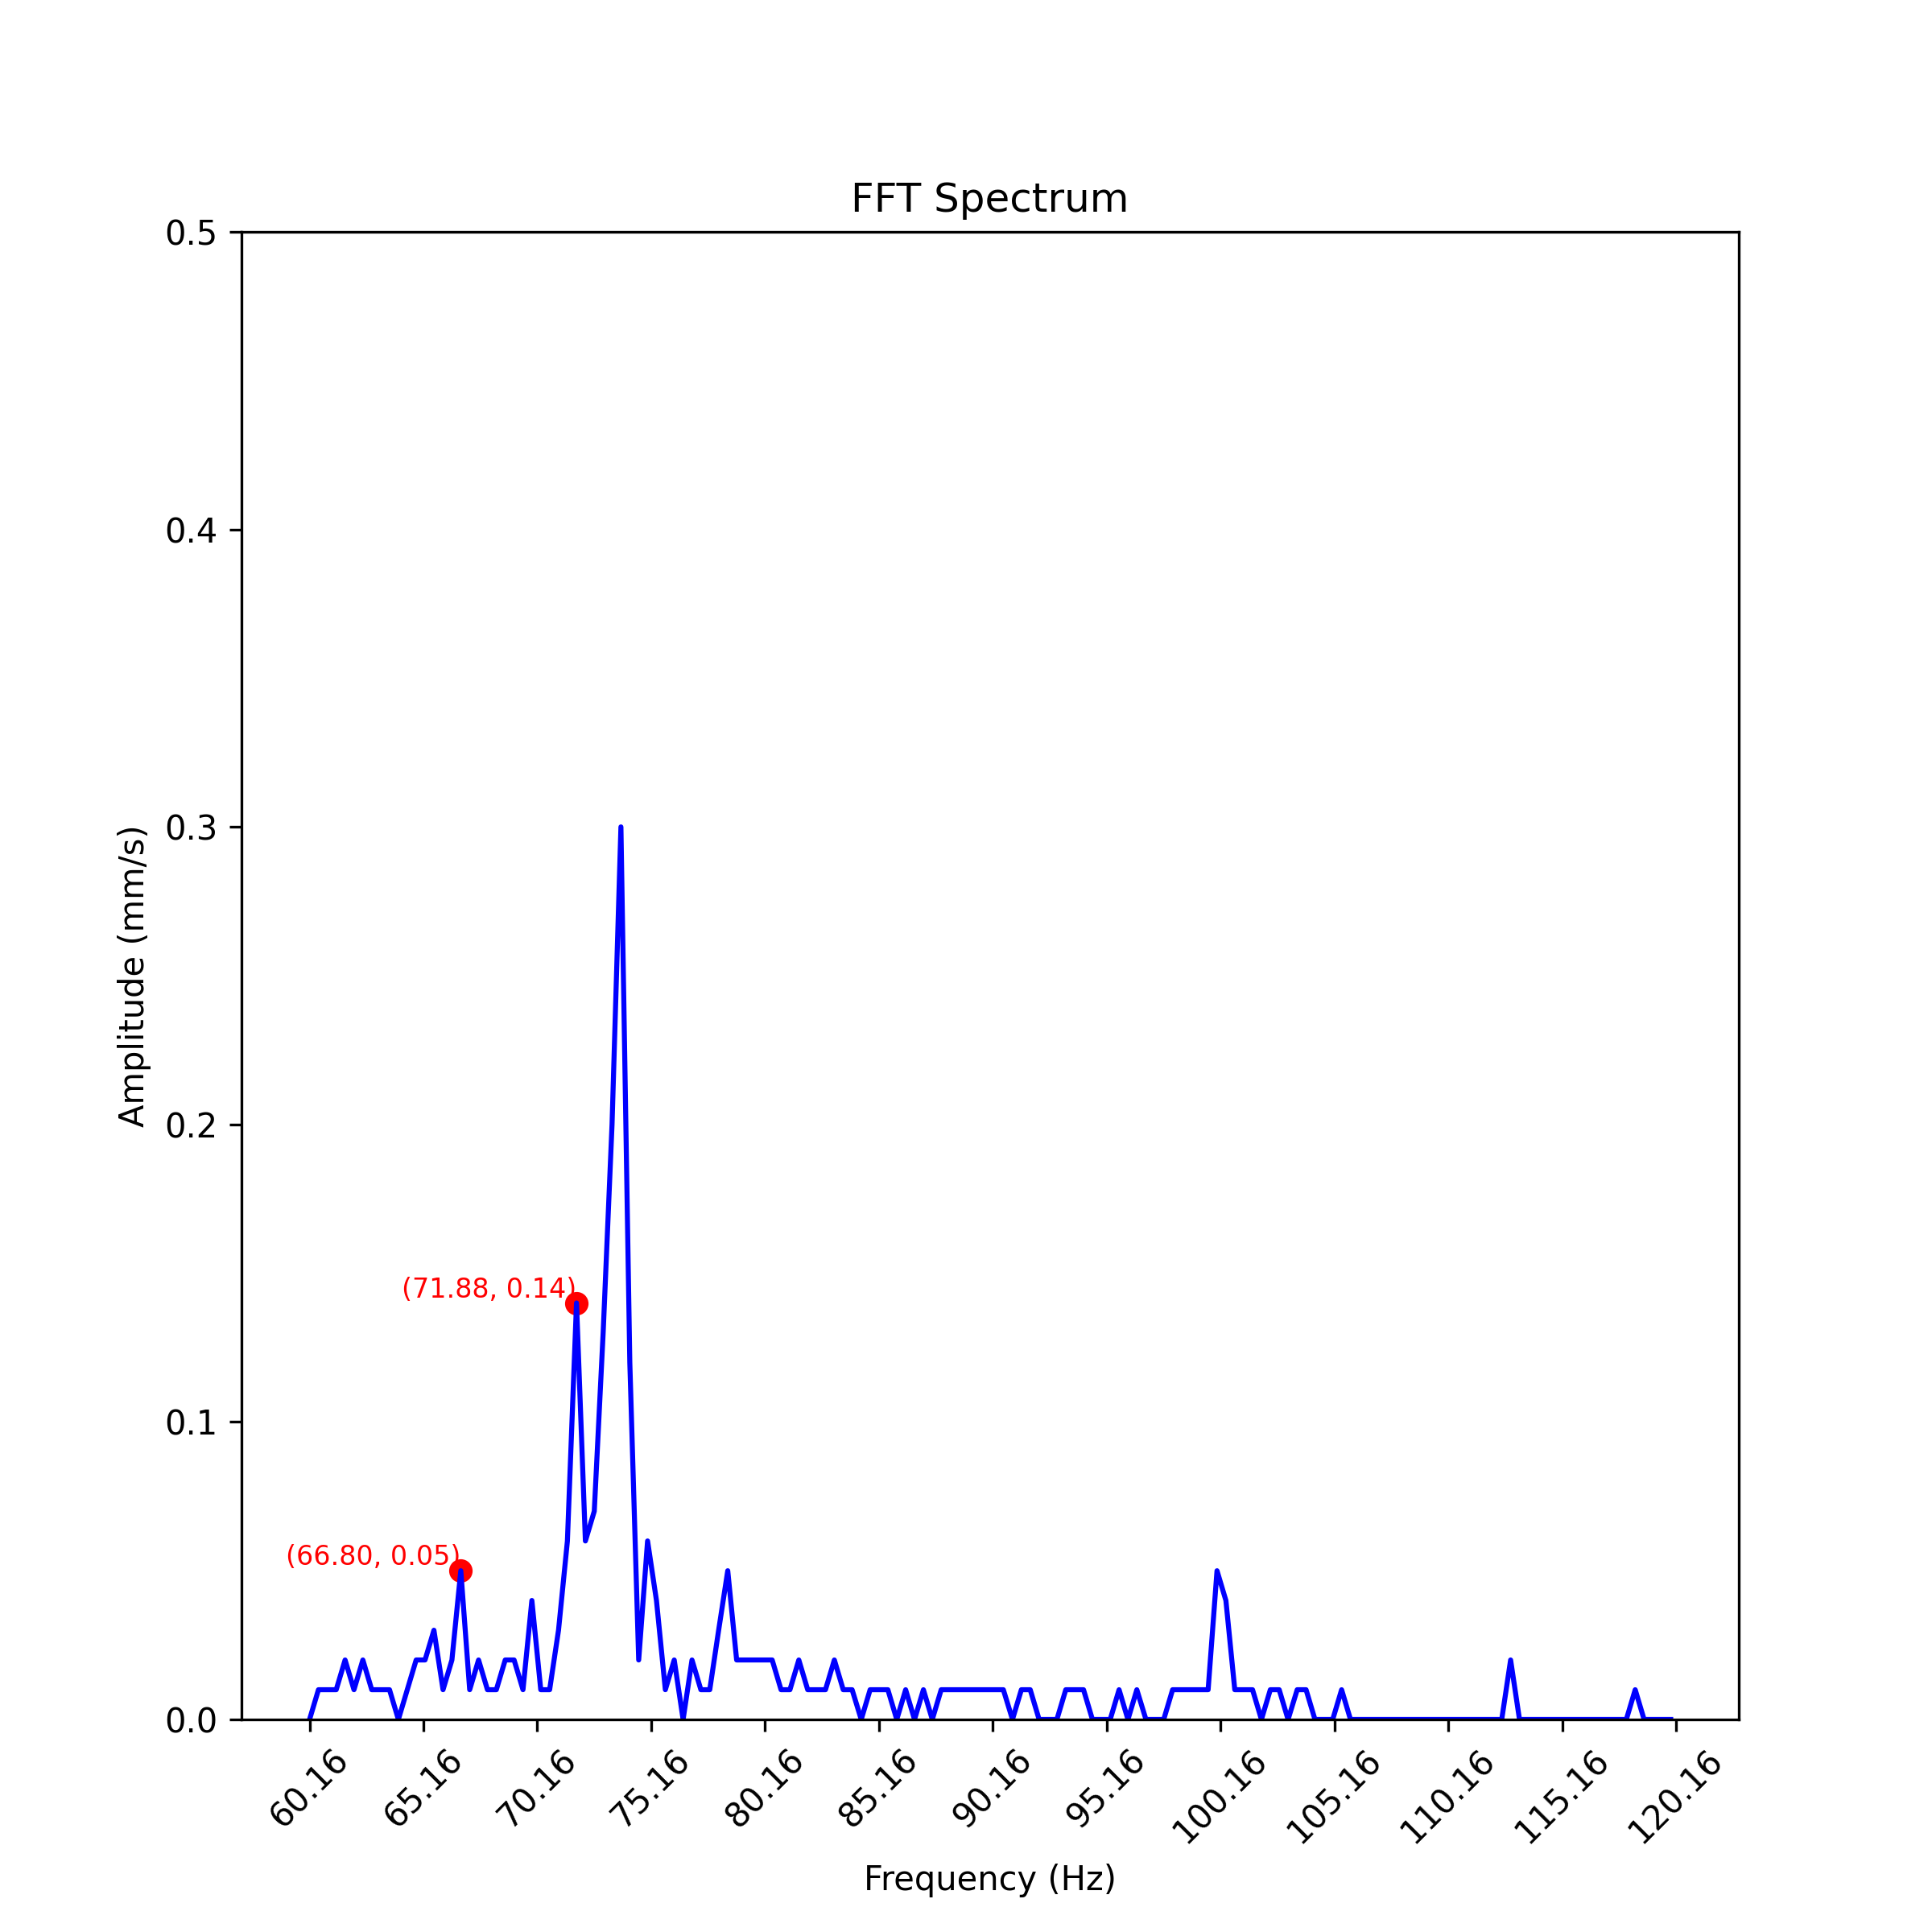 FFT Spectrum
0.5
0.4
0.3
0.2
0.1
0.0
Amplitude (mm/s)
(71.88, 0.14)
(66.80, 0.05)
60.16 65.16 70.16 75.16 80.16 85.16 90.16 95.16 100.16 105.16 110.16 115.16 120.16
Frequency (Hz)